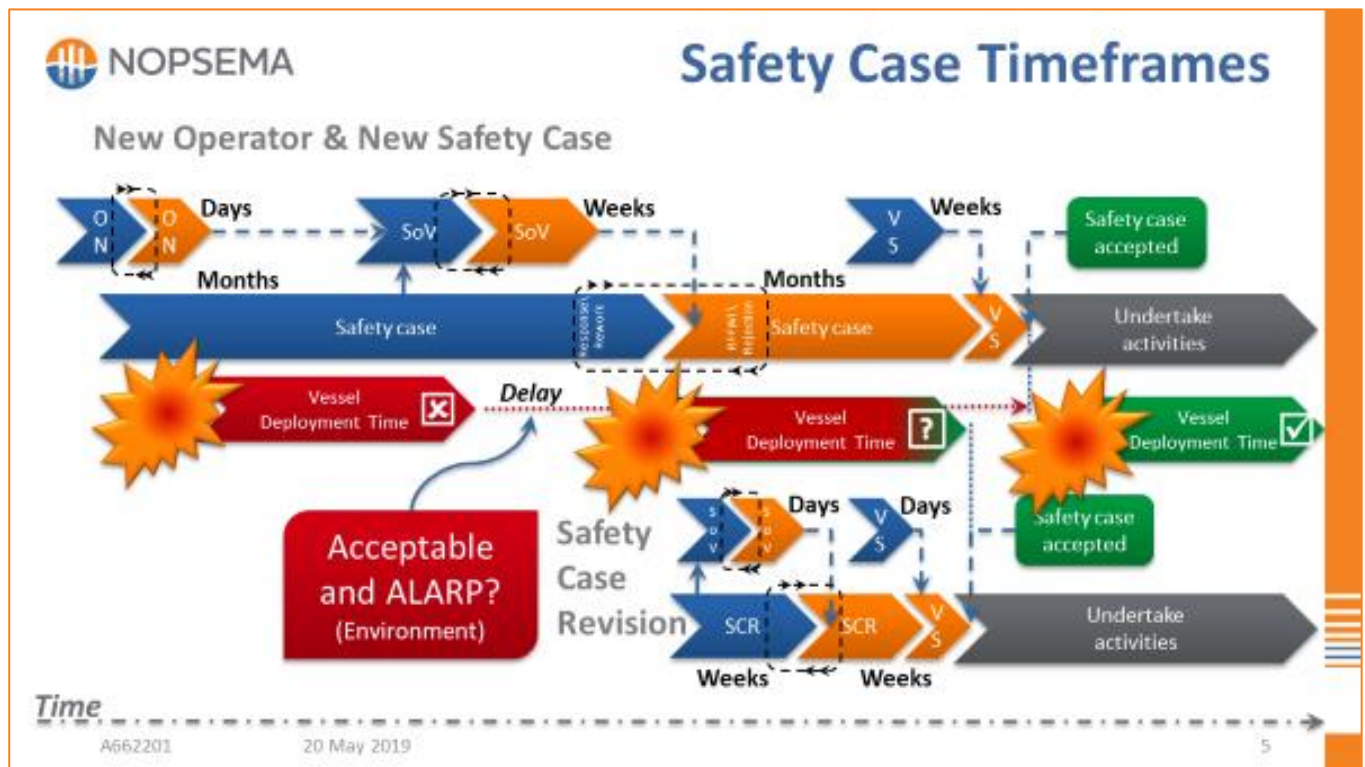 NOPSEMA
Safety Case Timeframes
New Operator & New Safety Case
O
N
O
N
Days
SoV
SoV
Weeks
V
S
Weeks
Safety case
accepted
Months
Months
Safety case
Response\
Rework
Rejection
Safety case
V
S
Undertake
activities
Vessel
Deployment Time
Delay
Vessel
Deployment Time
?
Vessel
Deployment Time
Acceptable
and ALARP?
(Environment)
Safety
Case
Revision
S
o
V
S
o
V
Days
V
S
Days
Safety case
accepted
SCR
SCR
V
S
Undertake
activities
Weeks
Weeks
Time
A662201
20 May 2019
5